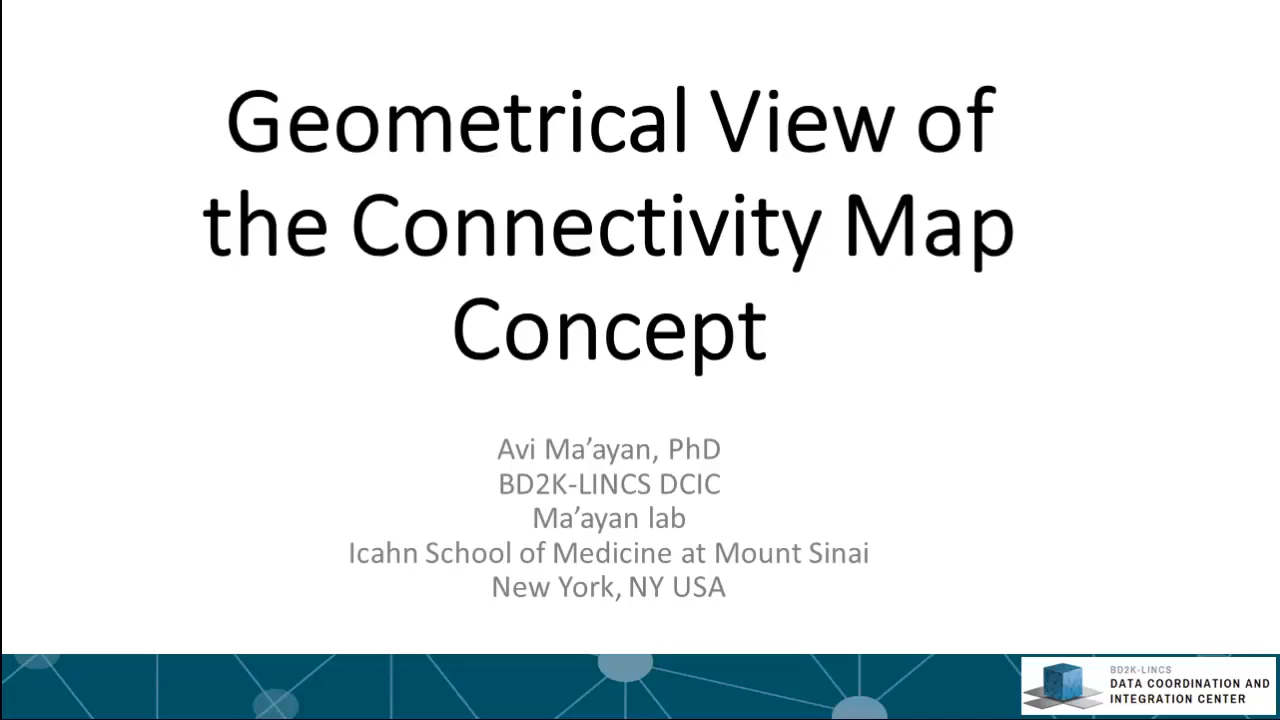 Geometrical View of
the Connectivity Map
Concept
Avi Ma’ayan, PhD
BD2K-LINCS DCIC
Ma’ayan lab
Icahn School of Medicine at Mount Sinai
New York, NY USA
BD2K-LINCS
DATA COORDINATION AND
INTEGRATION CENTER